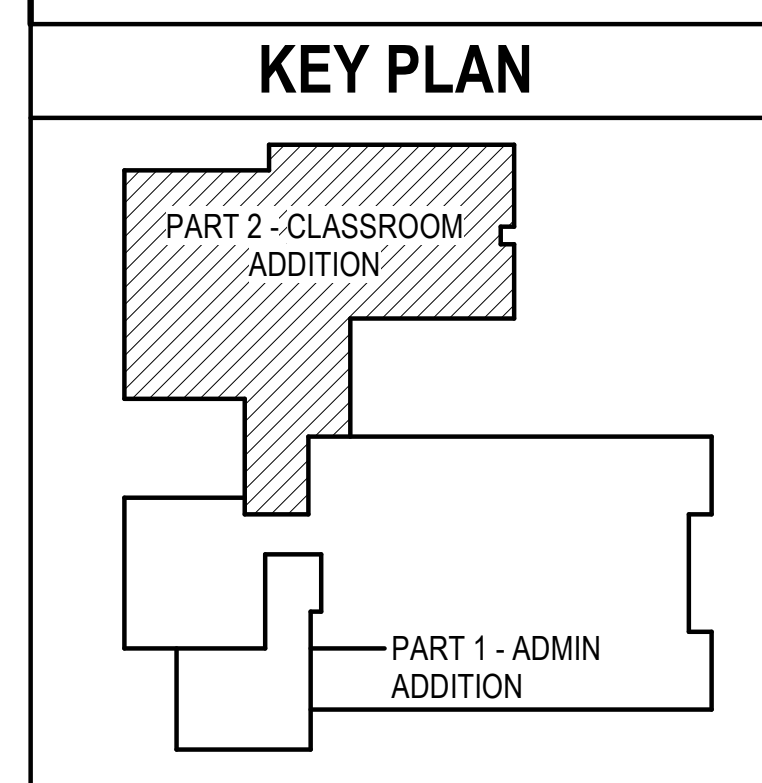 KEY PLAN
PART 2 - CLASSROOM
ADDITION
PART 1 - ADMIN
ADDITION